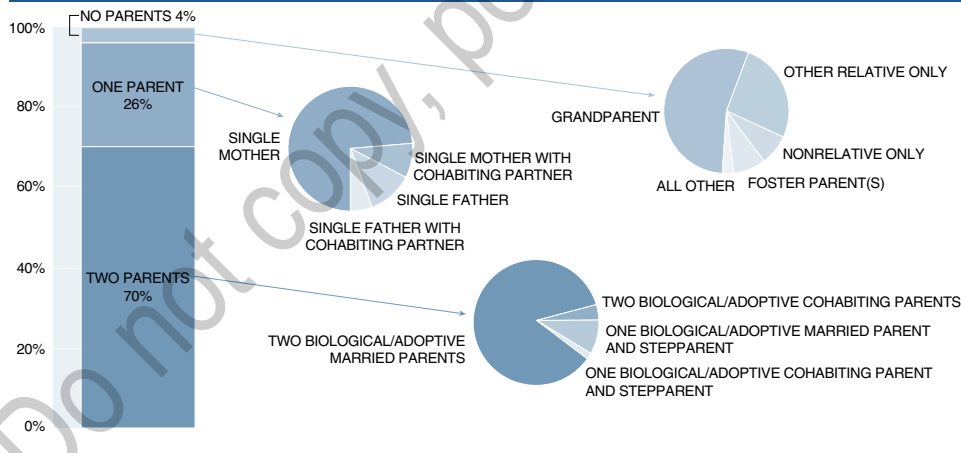 NO PARENTS 4%
100%
ONE PARENT
26%
80%
60%
40%
TWO PARENTS
70%
20%
0%
SINGLE
MOTHER
SINGLE MOTHER WITH
COHABITING PARTNER
SINGLE FATHER
SINGLE FATHER WITH
COHABITING PARTNER
GRANDPARENT
OTHER RELATIVE ONLY
NONRELATIVE ONLY
FOSTER PARENT(S)
ALL OTHER
TWO BIOLOGICAL/ADOPTIVE
MARRIED PARENTS
TWO BIOLOGICAL/ADOPTIVE COHABITING PARENTS
ONE BIOLOGICAL/ADOPTIVE MARRIED PARENT
AND STEPPARENT
ONE BIOLOGICAL/ADOPTIVE COHABITING PARENT
AND STEPPARENT
Do not copy,